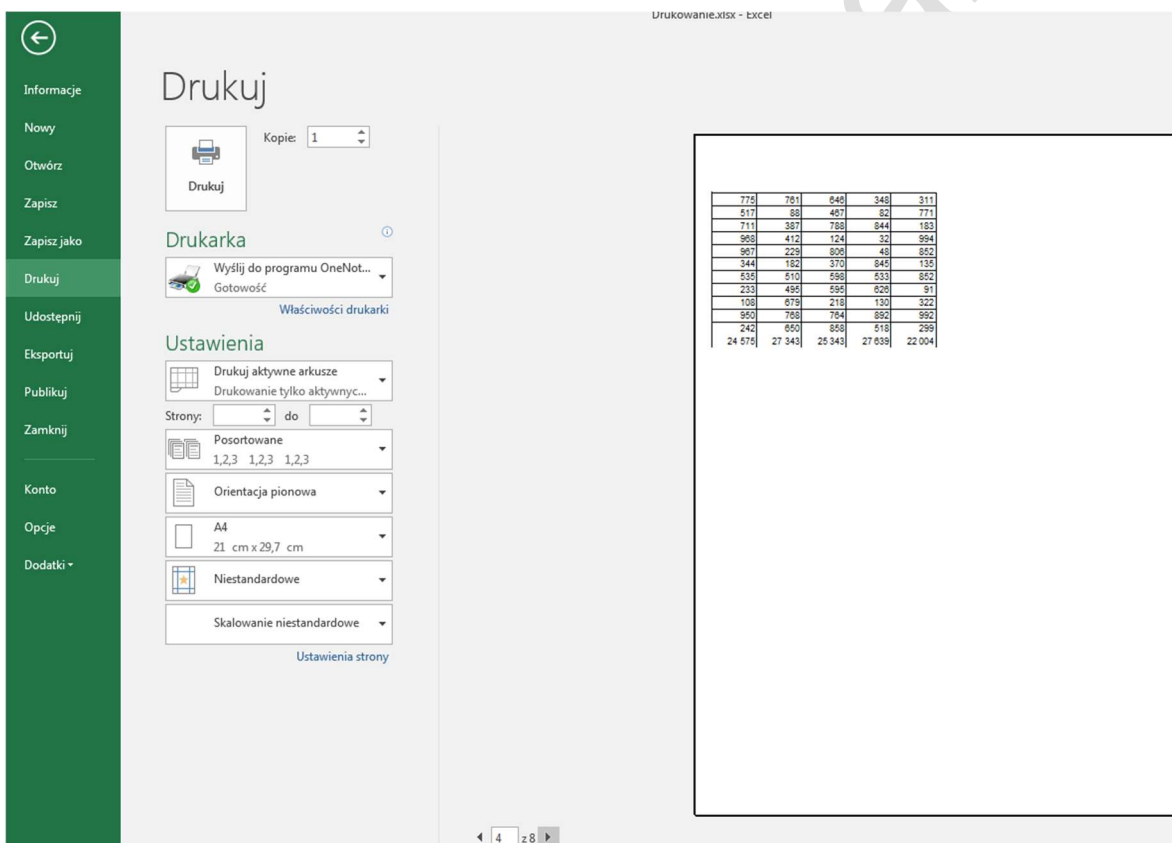 Drukowanie.xlsx - Excel
Informacje
Nowy
Otwórz
Zapisz
Zapisz jako
Drukuj
Udostępnij
Eksportuj
Publikuj
Zamknij
Konto
Opcje
Dodatki
Drukuj
Kopie: 1
Drukuj
Drukarka
Wyślij do programu OneNot...
Gotowość
Właściwości drukarki
Ustawienia
Drukuj aktywne arkusze
Drukowanie tylko aktywnyc...
Strony: do
Posortowane
1,2,3 1,2,3 1,2,3
Orientacja pionowa
A4
21 cm x 29,7 cm
Niestandardowe
Skalowanie niestandardowe
Ustawienia strony
775 761 646 348 311
517 88 467 82 771
711 387 788 844 183
968 412 124 32 994
967 229 806 48 852
344 182 370 845 135
535 510 598 533 852
233 495 595 626 91
108 679 218 130 322
950 768 764 892 992
242 650 858 518 299
24 575 27 343 25 343 27 639 22 004
4 z 8